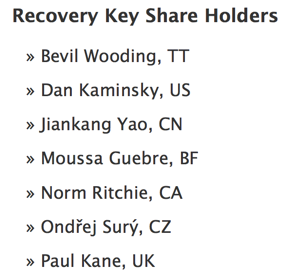 Recovery Key Share Holders
» Bevil Wooding, TT
» Dan Kaminsky, US
» Jiankang Yao, CN
» Moussa Guebre, BF
» Norm Ritchie, CA
» Ondřej Surý, CZ
» Paul Kane, UK